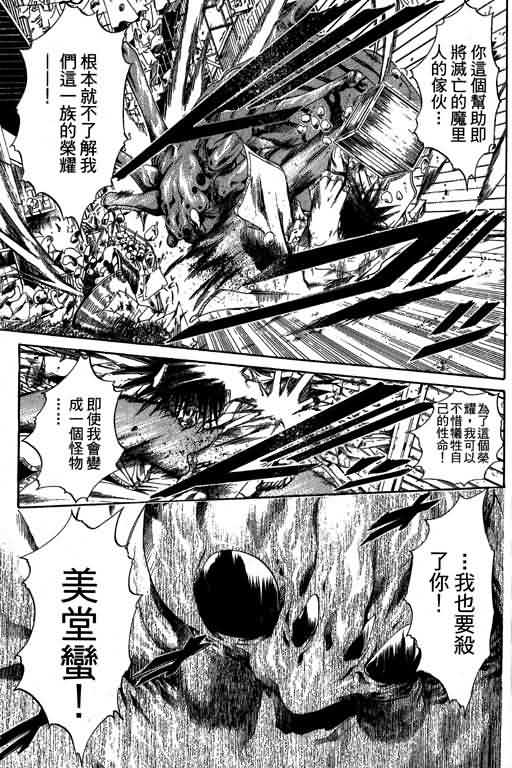 你這個幫助即
將滅亡的魔里
人的傢伙…
根本就不了解我
們這一族的榮耀
──！
為了這個榮
耀，我可以
不惜犧牲自
己的性命！
即使我會變
成一個怪物
……
…我也要殺
了你！
美堂蠻！